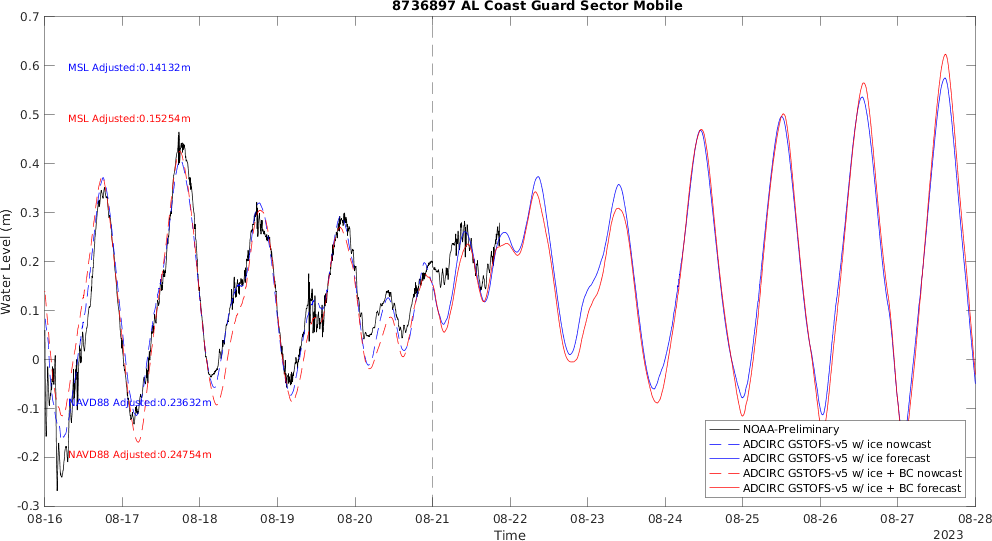 8736897 AL Coast Guard Sector Mobile
0.7
0.6
0.5
0.4
0.3
0.2
0.1
0
-0.1
-0.2
-0.3
Water Level (m)
MSL Adjusted:0.14132m
MSL Adjusted:0.15254m
NAVD88 Adjusted:0.23632m
NAVD88 Adjusted:0.24754m
NOAA-Preliminary
ADCIRC GSTOFS-v5 w/ ice nowcast
ADCIRC GSTOFS-v5 w/ ice forecast
ADCIRC GSTOFS-v5 w/ ice + BC nowcast
ADCIRC GSTOFS-v5 w/ ice + BC forecast
08-16 08-17 08-18 08-19 08-20 08-21 08-22 08-23 08-24 08-25 08-26 08-27 08-28
Time
2023